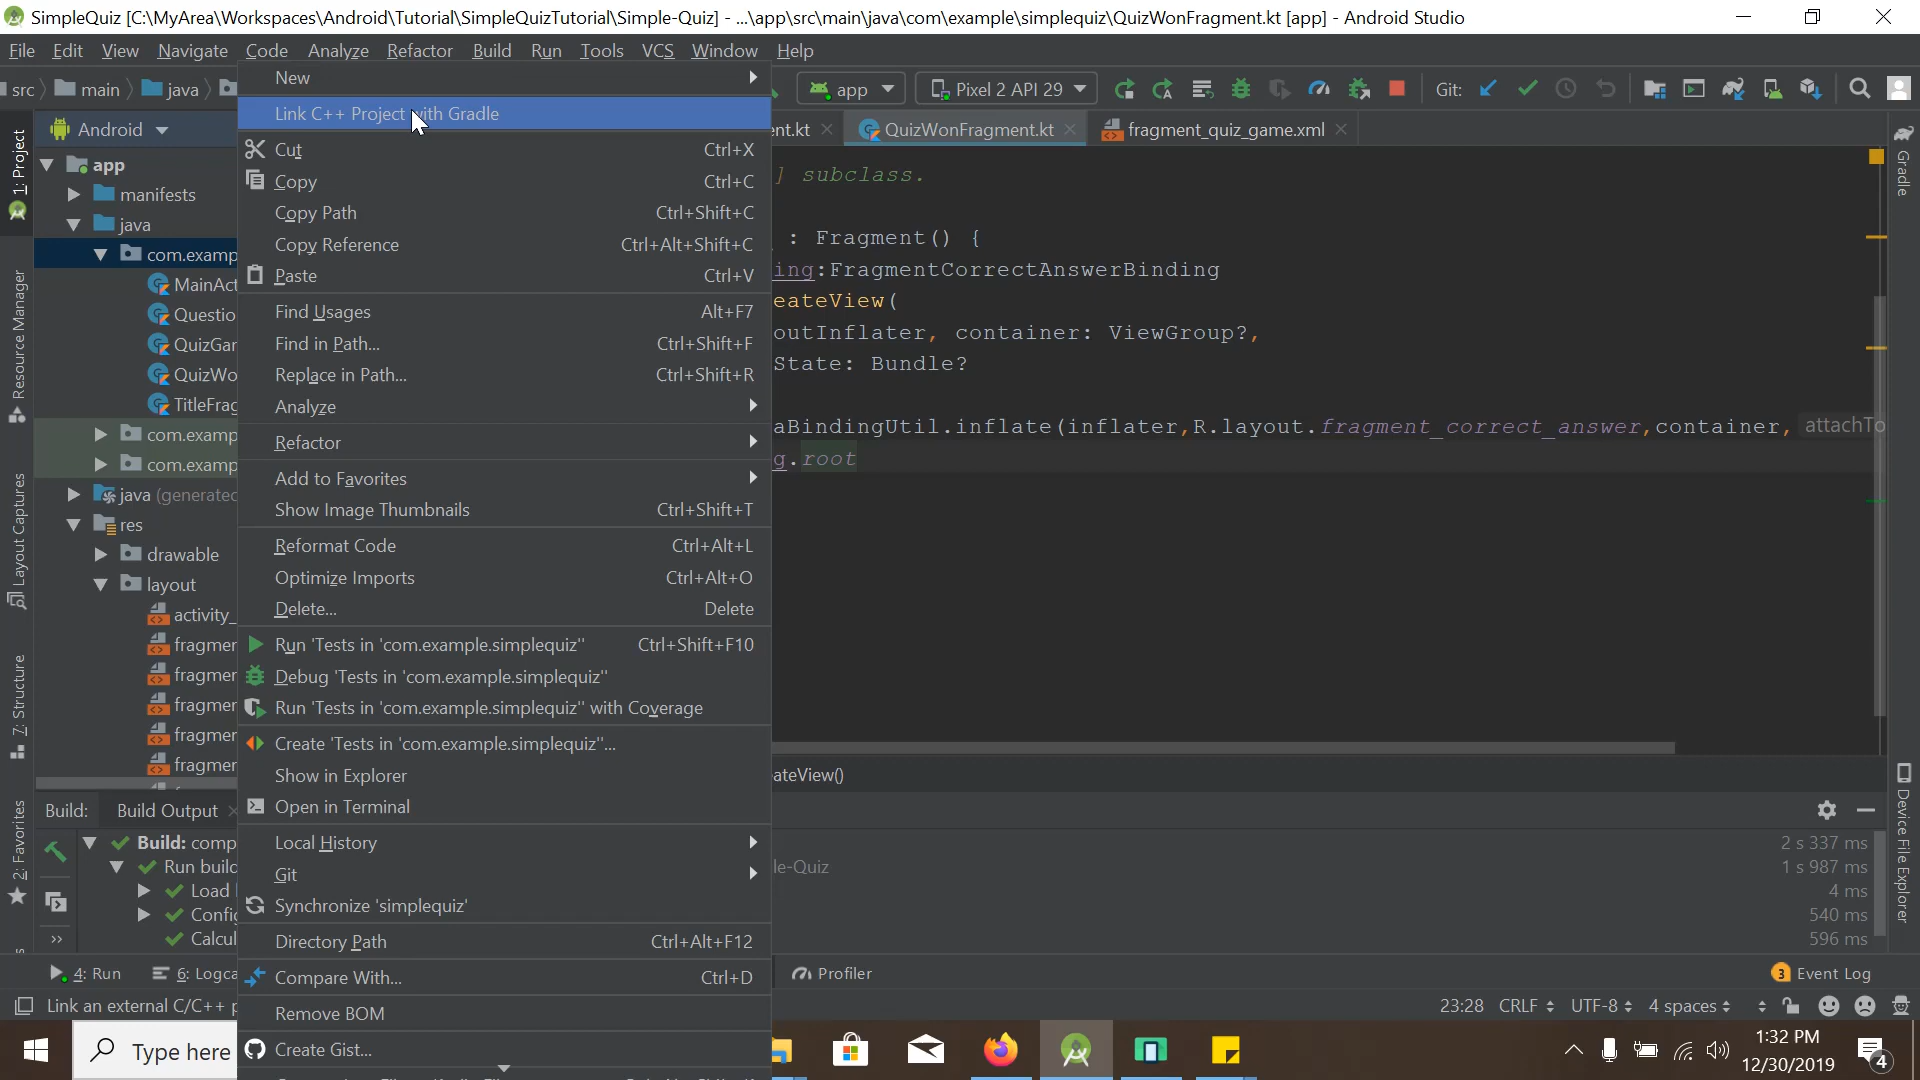 SimpleQuiz [C:\MyArea\Workspaces\Android\Tutorial\SimpleQuizTutorial\Simple-Quiz] - ...\app\src\main\java\com\example\simplequiz\QuizWonFragment.kt [app] - Android Studio
File Edit View Navigate Code Analyze Refactor Build Run Tools VCS Window Help
src main java app Pixel 2 API 29 Git:
Android nt.kt QuizWonFragment.kt fragment_quiz_game.xml
New
Link C++ Project with Gradle
Cut Ctrl+X
Copy Ctrl+C
Copy Path Ctrl+Shift+C
Copy Reference Ctrl+Alt+Shift+C
Paste Ctrl+V
Find Usages Alt+F7
Find in Path... Ctrl+Shift+F
Replace in Path... Ctrl+Shift+R
Analyze
Refactor
Add to Favorites
Show Image Thumbnails Ctrl+Shift+T
Reformat Code Ctrl+Alt+L
Optimize Imports Ctrl+Alt+O
Delete... Delete
Run 'Tests in 'com.example.simplequiz'' Ctrl+Shift+F10
Debug 'Tests in 'com.example.simplequiz''
Run 'Tests in 'com.example.simplequiz'' with Coverage
Create 'Tests in 'com.example.simplequiz''...
Show in Explorer
Open in Terminal
Local History
Git
Synchronize 'simplequiz'
Directory Path Ctrl+Alt+F12
Compare With... Ctrl+D
Remove BOM
Create Gist...
1: Project
Resource Manager
Layout Captures
7: Structure
2: Favorites
app
manifests
java
com.examp
MainAct
Questio
QuizGar
QuizWo
TitleFrag
com.examp
com.examp
java (generated
res
drawable
layout
activity_
fragmer
fragmer
fragmer
fragmer
fragmer
] subclass.
: Fragment() {
ing:FragmentCorrectAnswerBinding
eateView(
outInflater, container: ViewGroup?,
State: Bundle?
aBindingUtil.inflate(inflater,R.layout.fragment_correct_answer,container, attachTo
g.root
eateView()
Gradle
Device File Explorer
Build: Build Output
Build: comp 2 s 337 ms
Run build le-Quiz 1 s 987 ms
Load 4 ms
Config 540 ms
Calcul 596 ms
4: Run 6: Logca Profiler 3 Event Log
Link an external C/C++ p 23:28 CRLF UTF-8 4 spaces
Type here 1:32 PM
12/30/2019 4